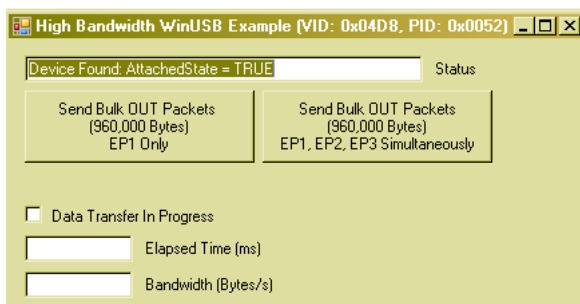 High Bandwidth WinUSB Example (VID: 0x04D8, PID: 0x0052)
Device Found: AttachedState = TRUE
Status
Send Bulk OUT Packets
(960,000 Bytes)
EP1 Only
Send Bulk OUT Packets
(960,000 Bytes)
EP1, EP2, EP3 Simultaneously
Data Transfer In Progress
Elapsed Time (ms)
Bandwidth (Bytes/s)